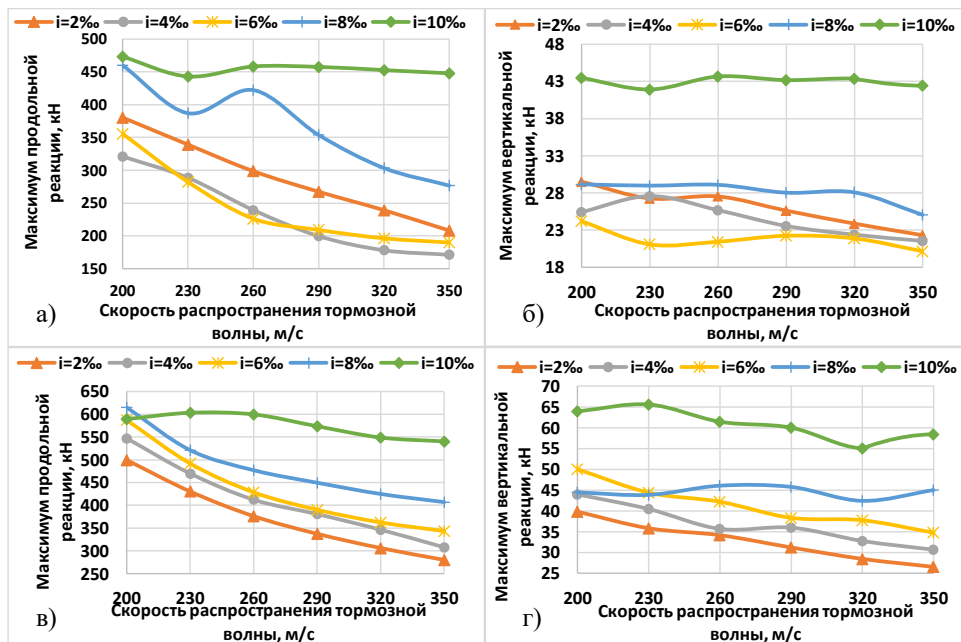 i=2‰ i=4‰ i=6‰ i=8‰ i=10‰
Максимум продольной
реакции, кН
500
450
400
350
300
250
200
150
200 230 260 290 320 350
Скорость распространения тормозной
волны, м/с
а)
i=2‰ i=4‰ i=6‰ i=8‰ i=10‰
Максимум вертикальной
реакции, кН
48
43
38
33
28
23
18
200 230 260 290 320 350
Скорость распространения тормозной
волны, м/с
б)
i=2‰ i=4‰ i=6‰ i=8‰ i=10‰
Максимум продольной
реакции, кН
650
600
550
500
450
400
350
300
250
200 230 260 290 320 350
Скорость распространения тормозной
волны, м/с
в)
i=2‰ i=4‰ i=6‰ i=8‰ i=10‰
Максимум вертикальной
реакции, кН
70
65
60
55
50
45
40
35
30
25
200 230 260 290 320 350
Скорость распространения тормозной
волны, м/с
г)